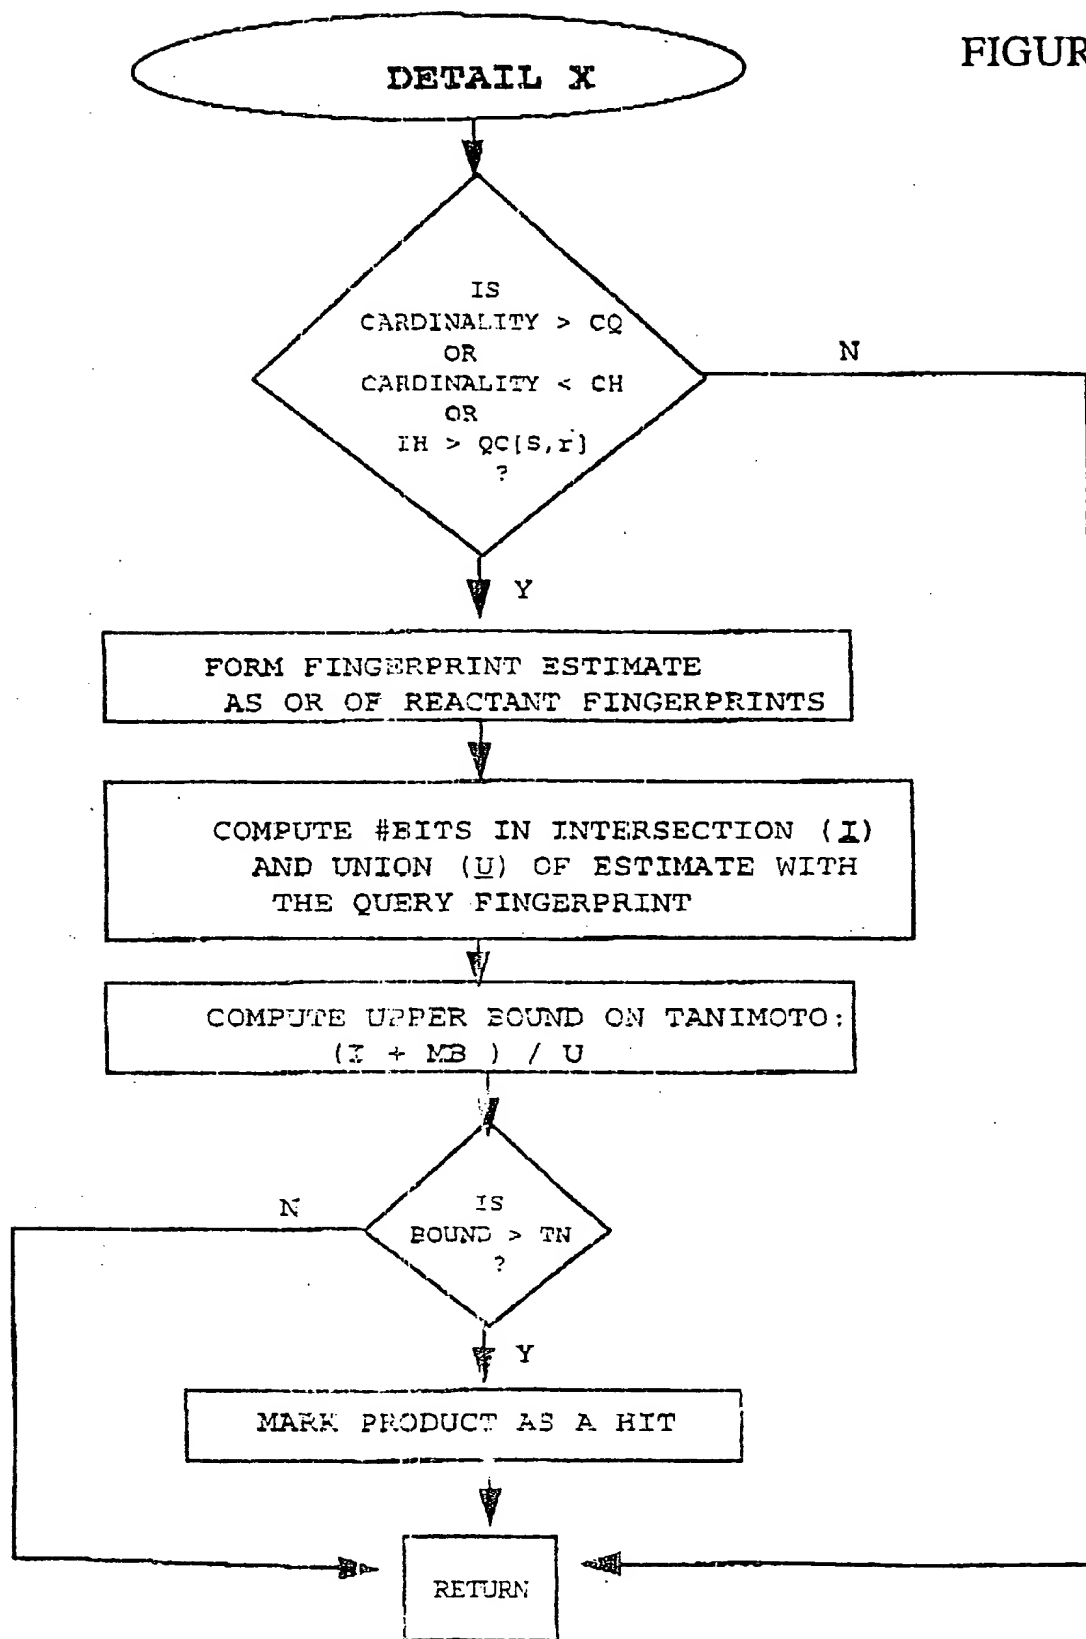 FIGUR
DETAIL X
IS
CARDINALITY > CQ
OR
CARDINALITY < CH
OR
IH > QC[S,r]
?
N
Y
FORM FINGERPRINT ESTIMATE
AS OR OF REACTANT FINGERPRINTS
COMPUTE #BITS IN INTERSECTION (I)
AND UNION (U) OF ESTIMATE WITH
THE QUERY FINGERPRINT
COMPUTE UPPER BOUND ON TANIMOTO:
(I + MB ) / U
IS
BOUND > TN
?
N
Y
MARK PRODUCT AS A HIT
RETURN